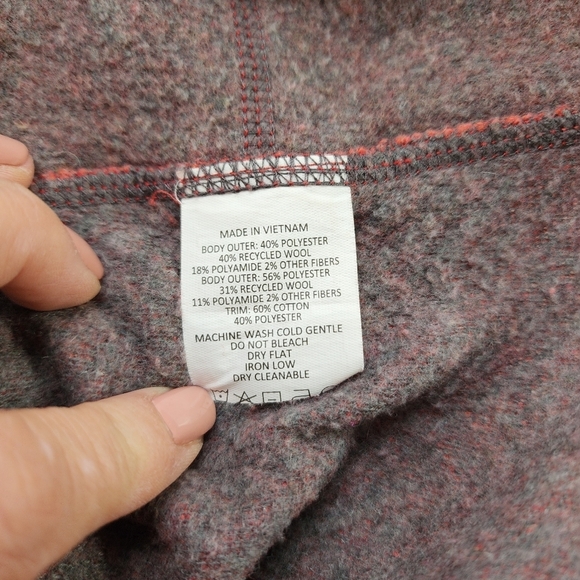 MADE IN VIETNAM
BODY OUTER: 40% POLYESTER
40% RECYCLED WOOL
18% POLYAMIDE 2% OTHER FIBERS
BODY OUTER: 56% POLYESTER
31% RECYCLED WOOL
11% POLYAMIDE 2% OTHER FIBERS
TRIM: 60% COTTON
40% POLYESTER
MACHINE WASH COLD GENTLE
DO NOT BLEACH
DRY FLAT
IRON LOW
DRY CLEANABLE